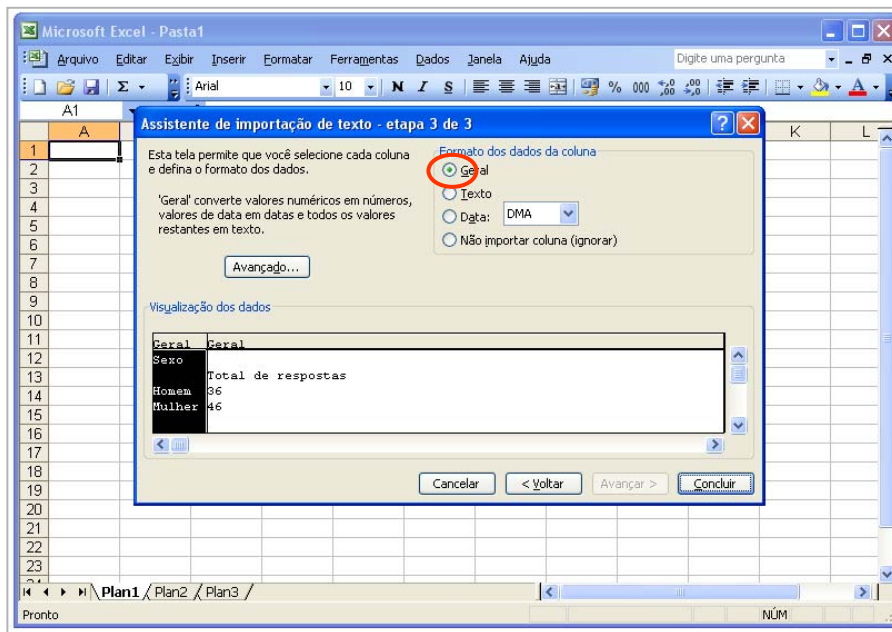 Microsoft Excel - Pasta1
Arquivo Editar Exibir Inserir Formatar Ferramentas Dados Janela Ajuda Digite uma pergunta
Arial 10 N I S % 000
A1
Assistente de importação de texto - etapa 3 de 3
A K L
Esta tela permite que você selecione cada coluna
e defina o formato dos dados.
'Geral' converte valores numéricos em números,
valores de data em datas e todos os valores
restantes em texto.
Avançado...
Formato dos dados da coluna
Geral
Texto
Data: DMA
Não importar coluna (ignorar)
Visualização dos dados
Geral Geral
Sexo
Total de respostas
Homem 36
Mulher 46
Cancelar < Voltar Avançar > Concluir
1
2
3
4
5
6
7
8
9
10
11
12
13
14
15
16
17
18
19
20
21
22
23
Plan1 Plan2 Plan3
Pronto NÚM